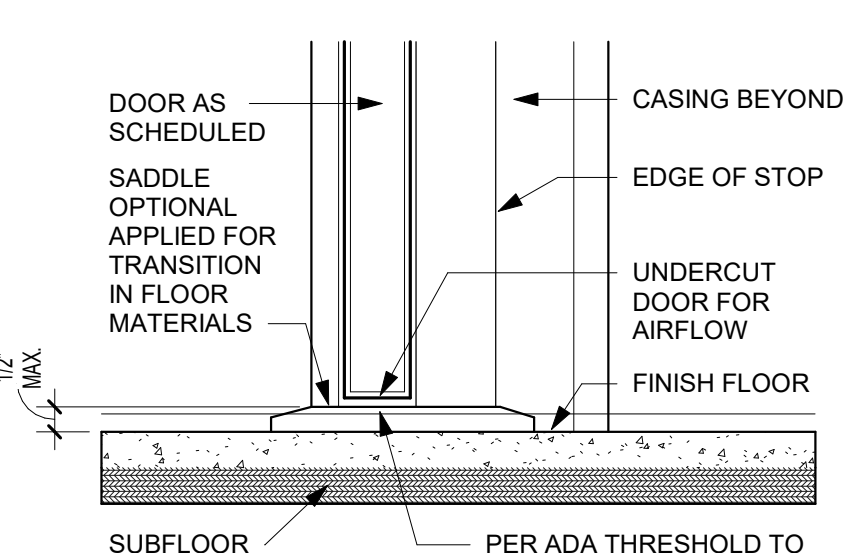 DOOR AS
SCHEDULED
SADDLE
OPTIONAL
APPLIED FOR
TRANSITION
IN FLOOR
MATERIALS
1/2"
MAX.
SUBFLOOR
CASING BEYOND
EDGE OF STOP
UNDERCUT
DOOR FOR
AIRFLOW
FINISH FLOOR
PER ADA THRESHOLD TO